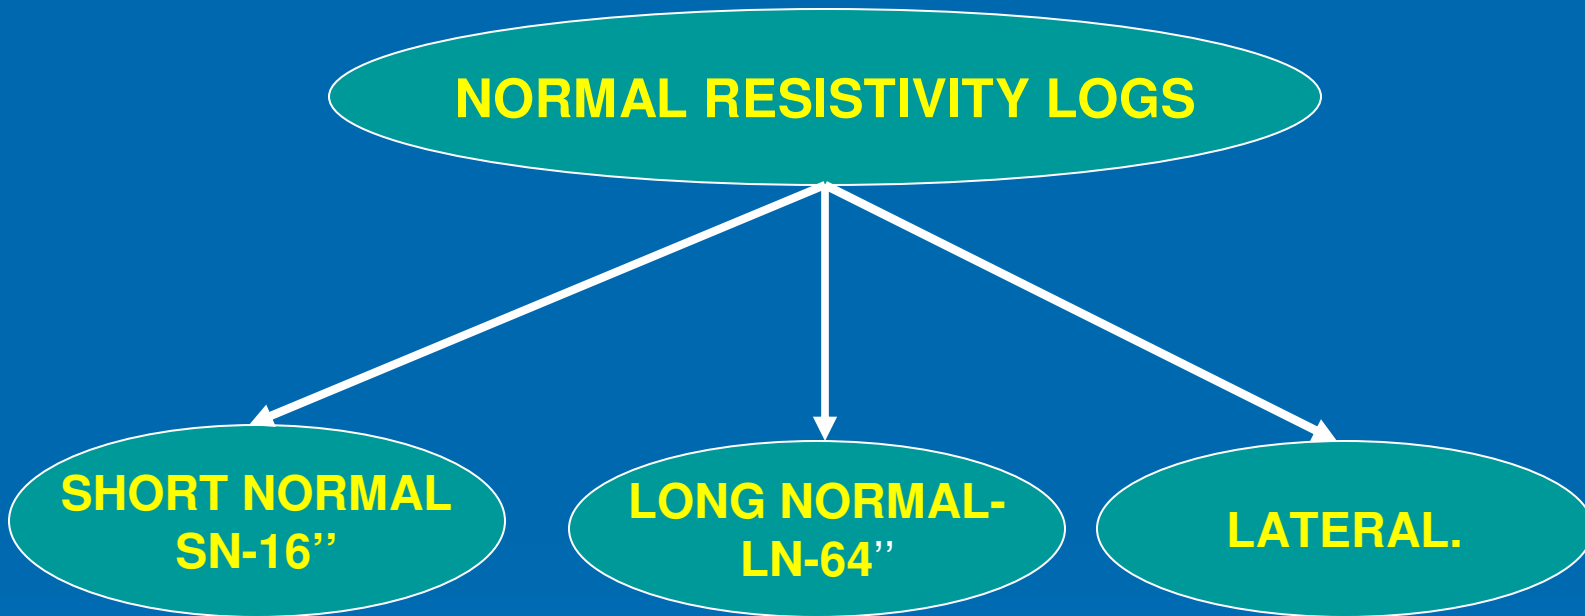 NORMAL RESISTIVITY LOGS
SHORT NORMAL
SN-16’’
LONG NORMAL-
LN-64’’
LATERAL.